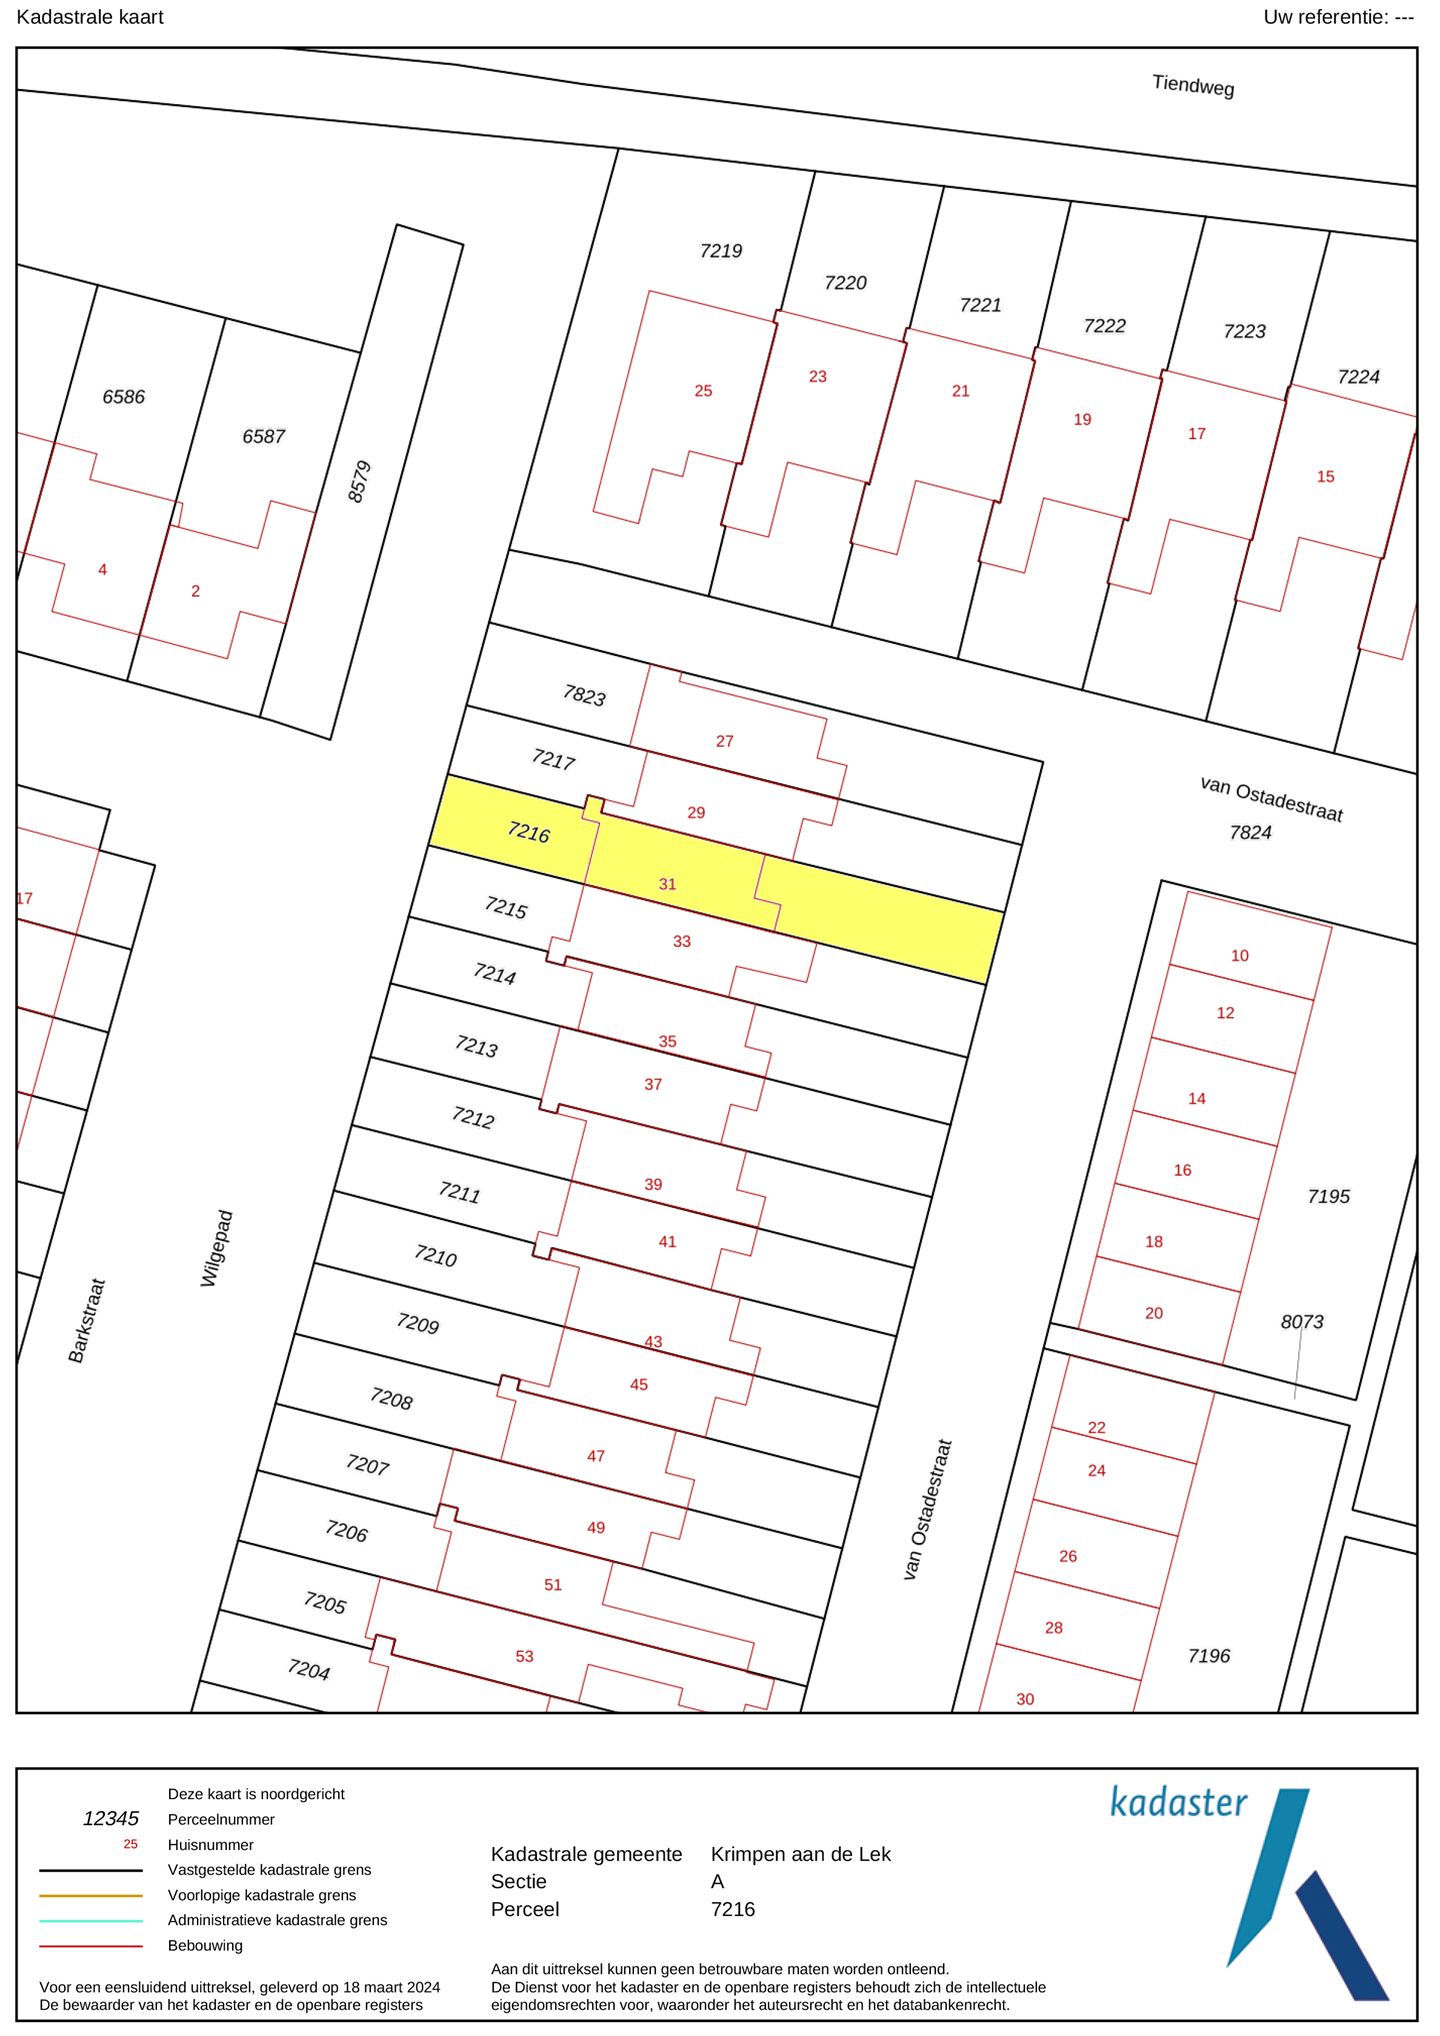 Kadastrale kaart
Uw referentie: ---
Tiendweg
7219
7220
7221
7222
7223
7224
25
23
21
19
17
15
6586
6587
8579
4
2
7823
27
7217
29
7216
31
7215
33
7214
35
7213
37
7212
39
7211
41
7210
43
7209
45
7208
47
7207
49
7206
51
7205
53
7204
van Ostadestraat
7824
17
10
12
14
16
18
20
7195
8073
22
24
26
28
30
7196
Wilgepad
Barkstraat
van Ostadestraat
Deze kaart is noordgericht
12345 Perceelnummer
25 Huisnummer
Vastgestelde kadastrale grens
Voorlopige kadastrale grens
Administratieve kadastrale grens
Bebouwing
Voor een eensluidend uittreksel, geleverd op 18 maart 2024
De bewaarder van het kadaster en de openbare registers
Kadastrale gemeente Krimpen aan de Lek
Sectie A
Perceel 7216
Aan dit uittreksel kunnen geen betrouwbare maten worden ontleend.
De Dienst voor het kadaster en de openbare registers behoudt zich de intellectuele
eigendomsrechten voor, waaronder het auteursrecht en het databankenrecht.
kadaster